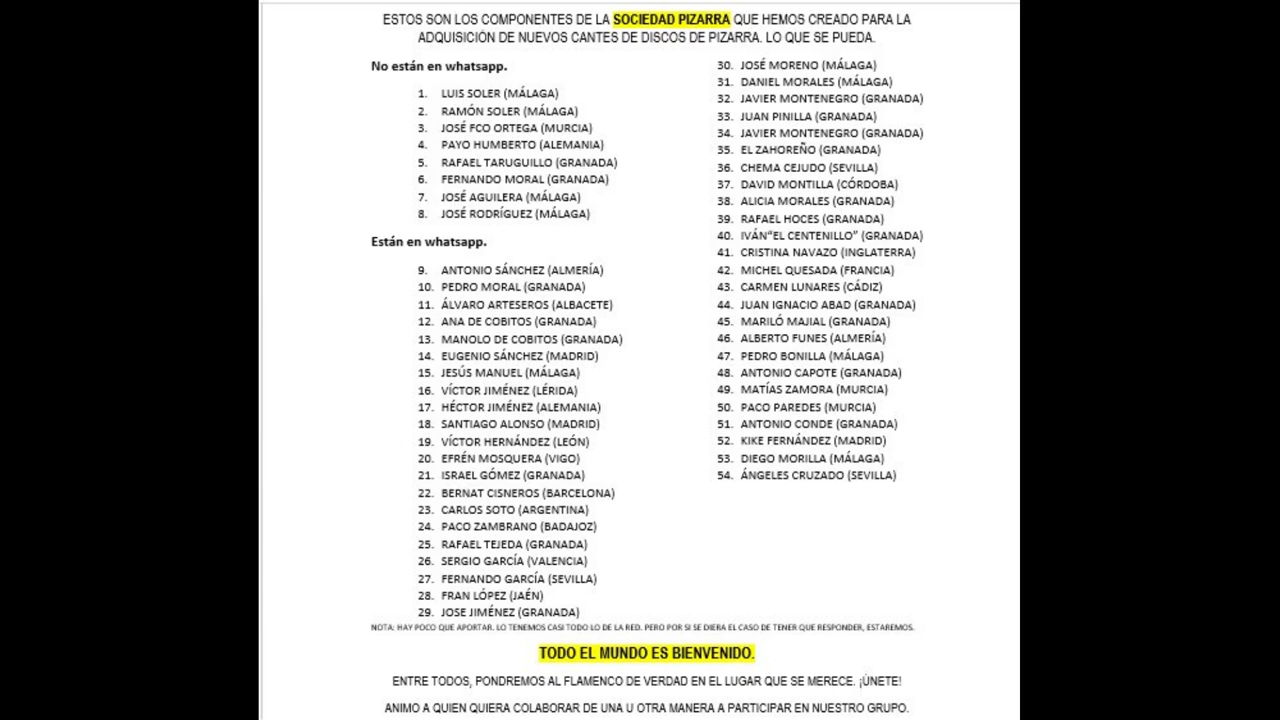 ESTOS SON LOS COMPONENTES DE LA SOCIEDAD PIZARRA QUE HEMOS CREADO PARA LA
ADQUISICIÓN DE NUEVOS CANTES DE DISCOS DE PIZARRA. LO QUE SE PUEDA.
No están en whatsapp.
1. LUIS SOLER (MÁLAGA)
2. RAMÓN SOLER (MÁLAGA)
3. JOSÉ FCO ORTEGA (MURCIA)
4. PAYO HUMBERTO (ALEMANIA)
5. RAFAEL TARUGUILLO (GRANADA)
6. FERNANDO MORAL (GRANADA)
7. JOSÉ AGUILERA (MÁLAGA)
8. JOSÉ RODRÍGUEZ (MÁLAGA)
Están en whatsapp.
9. ANTONIO SÁNCHEZ (ALMERÍA)
10. PEDRO MORAL (GRANADA)
11. ÁLVARO ARTESEROS (ALBACETE)
12. ANA DE COBITOS (GRANADA)
13. MANOLO DE COBITOS (GRANADA)
14. EUGENIO SÁNCHEZ (MADRID)
15. JESÚS MANUEL (MÁLAGA)
16. VÍCTOR JIMÉNEZ (LÉRIDA)
17. HÉCTOR JIMÉNEZ (ALEMANIA)
18. SANTIAGO ALONSO (MADRID)
19. VÍCTOR HERNÁNDEZ (LEÓN)
20. EFRÉN MOSQUERA (VIGO)
21. ISRAEL GÓMEZ (GRANADA)
22. BERNAT CISNEROS (BARCELONA)
23. CARLOS SOTO (ARGENTINA)
24. PACO ZAMBRANO (BADAJOZ)
25. RAFAEL TEJEDA (GRANADA)
26. SERGIO GARCÍA (VALENCIA)
27. FERNANDO GARCÍA (SEVILLA)
28. FRAN LÓPEZ (JAÉN)
29. JOSE JIMÉNEZ (GRANADA)
30. JOSÉ MORENO (MÁLAGA)
31. DANIEL MORALES (MÁLAGA)
32. JAVIER MONTENEGRO (GRANADA)
33. JUAN PINILLA (GRANADA)
34. JAVIER MONTENEGRO (GRANADA)
35. EL ZAHOREÑO (GRANADA)
36. CHEMA CEJUDO (SEVILLA)
37. DAVID MONTILLA (CÓRDOBA)
38. ALICIA MORALES (GRANADA)
39. RAFAEL HOCES (GRANADA)
40. IVÁN“EL CENTENILLO” (GRANADA)
41. CRISTINA NAVAZO (INGLATERRA)
42. MICHEL QUESADA (FRANCIA)
43. CARMEN LUNARES (CÁDIZ)
44. JUAN IGNACIO ABAD (GRANADA)
45. MARILÓ MAJIAL (GRANADA)
46. ALBERTO FUNES (ALMERÍA)
47. PEDRO BONILLA (MÁLAGA)
48. ANTONIO CAPOTE (GRANADA)
49. MATÍAS ZAMORA (MURCIA)
50. PACO PAREDES (MURCIA)
51. ANTONIO CONDE (GRANADA)
52. KIKE FERNÁNDEZ (MADRID)
53. DIEGO MORILLA (MÁLAGA)
54. ÁNGELES CRUZADO (SEVILLA)
NOTA: HAY POCO QUE APORTAR. LO TENEMOS CASI TODO LO DE LA RED. PERO POR SI SE DIERA EL CASO DE TENER QUE RESPONDER, ESTAREMOS.
TODO EL MUNDO ES BIENVENIDO.
ENTRE TODOS, PONDREMOS AL FLAMENCO DE VERDAD EN EL LUGAR QUE SE MERECE. ¡ÚNETE!
ANIMO A QUIEN QUIERA COLABORAR DE UNA U OTRA MANERA A PARTICIPAR EN NUESTRO GRUPO.